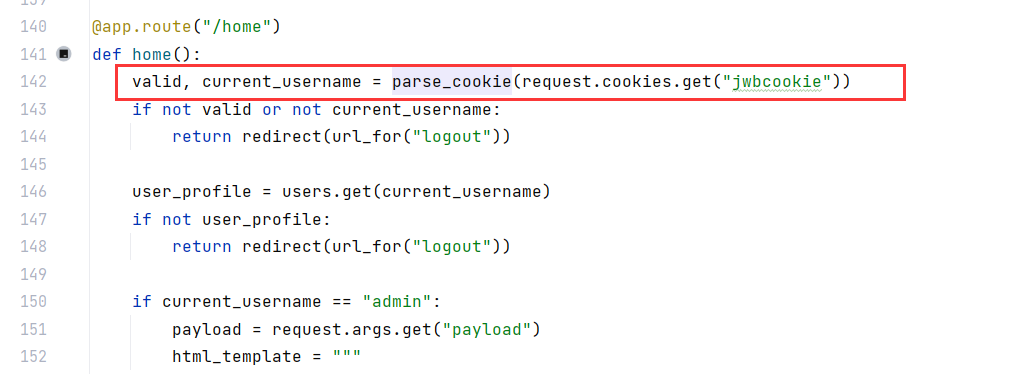 139
140 @app.route("/home")
141 def home():
142 valid, current_username = parse_cookie(request.cookies.get("jwbcookie"))
143 if not valid or not current_username:
144 return redirect(url_for("logout"))
145
146 user_profile = users.get(current_username)
147 if not user_profile:
148 return redirect(url_for("logout"))
149
150 if current_username == "admin":
151 payload = request.args.get("payload")
152 html_template = """